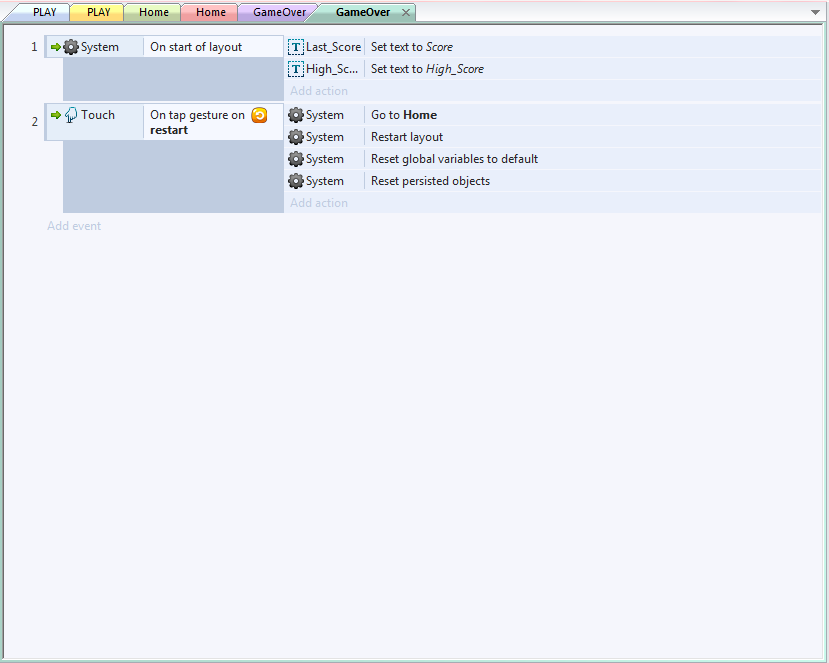 PLAY PLAY Home Home GameOver GameOver
1 System On start of layout T Last_Score Set text to Score
T High_Sc... Set text to High_Score
Add action
2 Touch On tap gesture on restart System Go to Home
System Restart layout
System Reset global variables to default
System Reset persisted objects
Add action
Add event